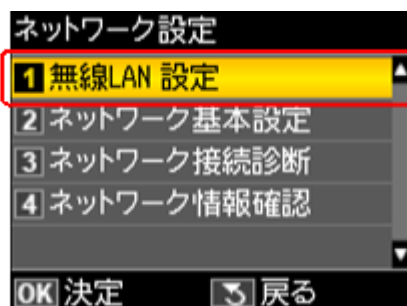 ネットワーク設定
1 無線LAN 設定
2 ネットワーク基本設定
3 ネットワーク接続診断
4 ネットワーク情報確認
OK 決定 戻る